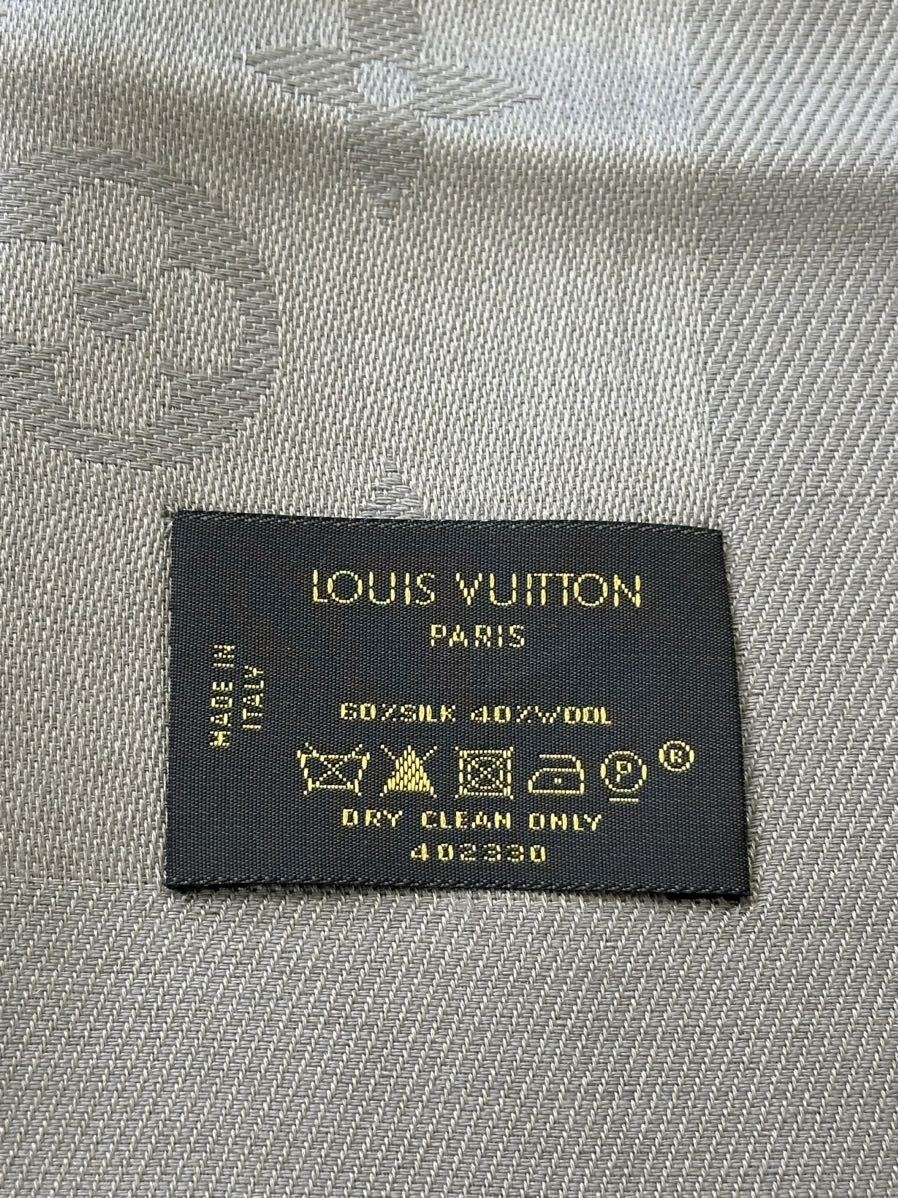 LOUIS VUITTON
PARIS
MADE IN
ITALY
60%SILK 40%WOOL
P
®
DRY CLEAN ONLY
402330